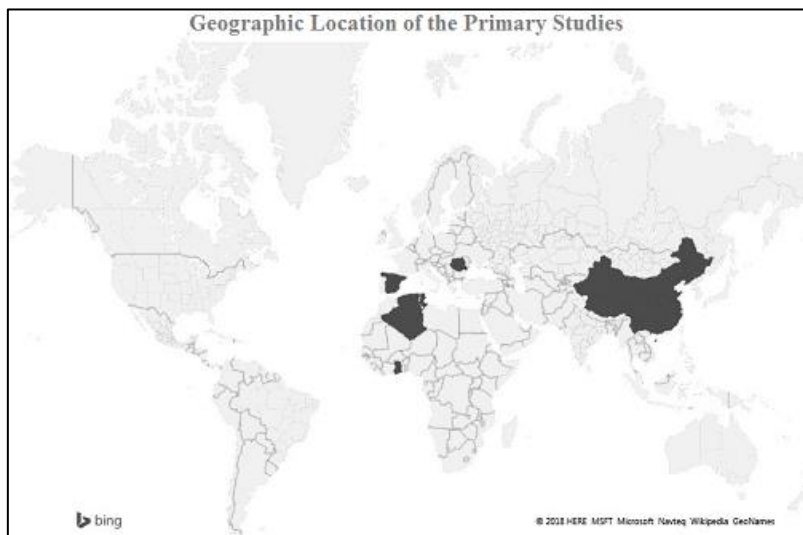 Geographic Location of the Primary Studies
bing
© 2018 HERE MSFT Microsoft Navteq Wikipedia GeoNames